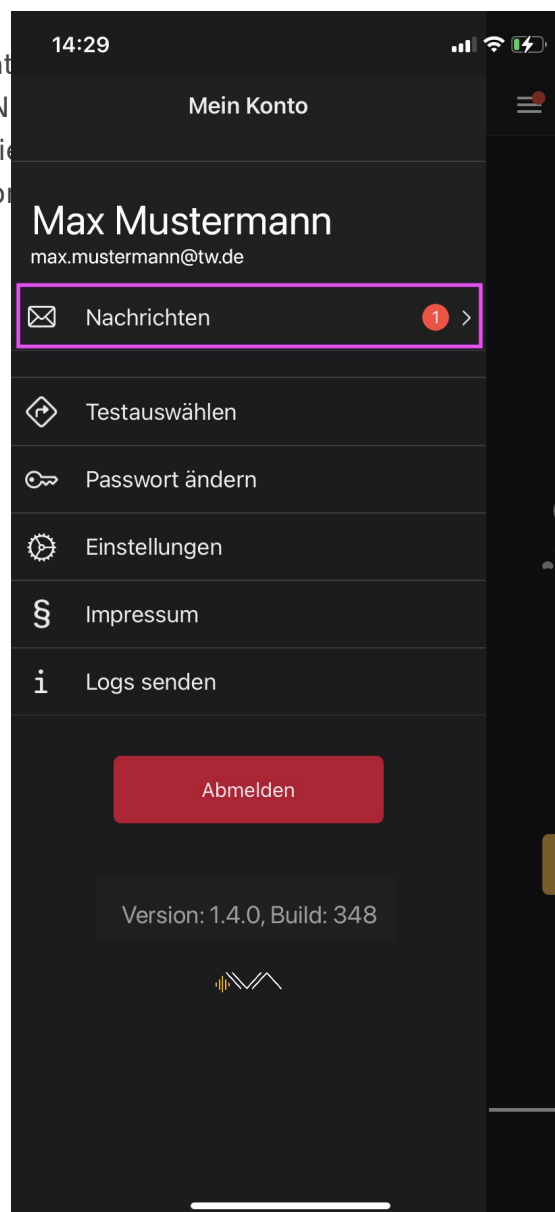 14:29
Mein Konto
Max Mustermann
max.mustermann@tw.de
Nachrichten 1
Testauswählen
Passwort ändern
Einstellungen
§ Impressum
i Logs senden
Abmelden
Version: 1.4.0, Build: 348